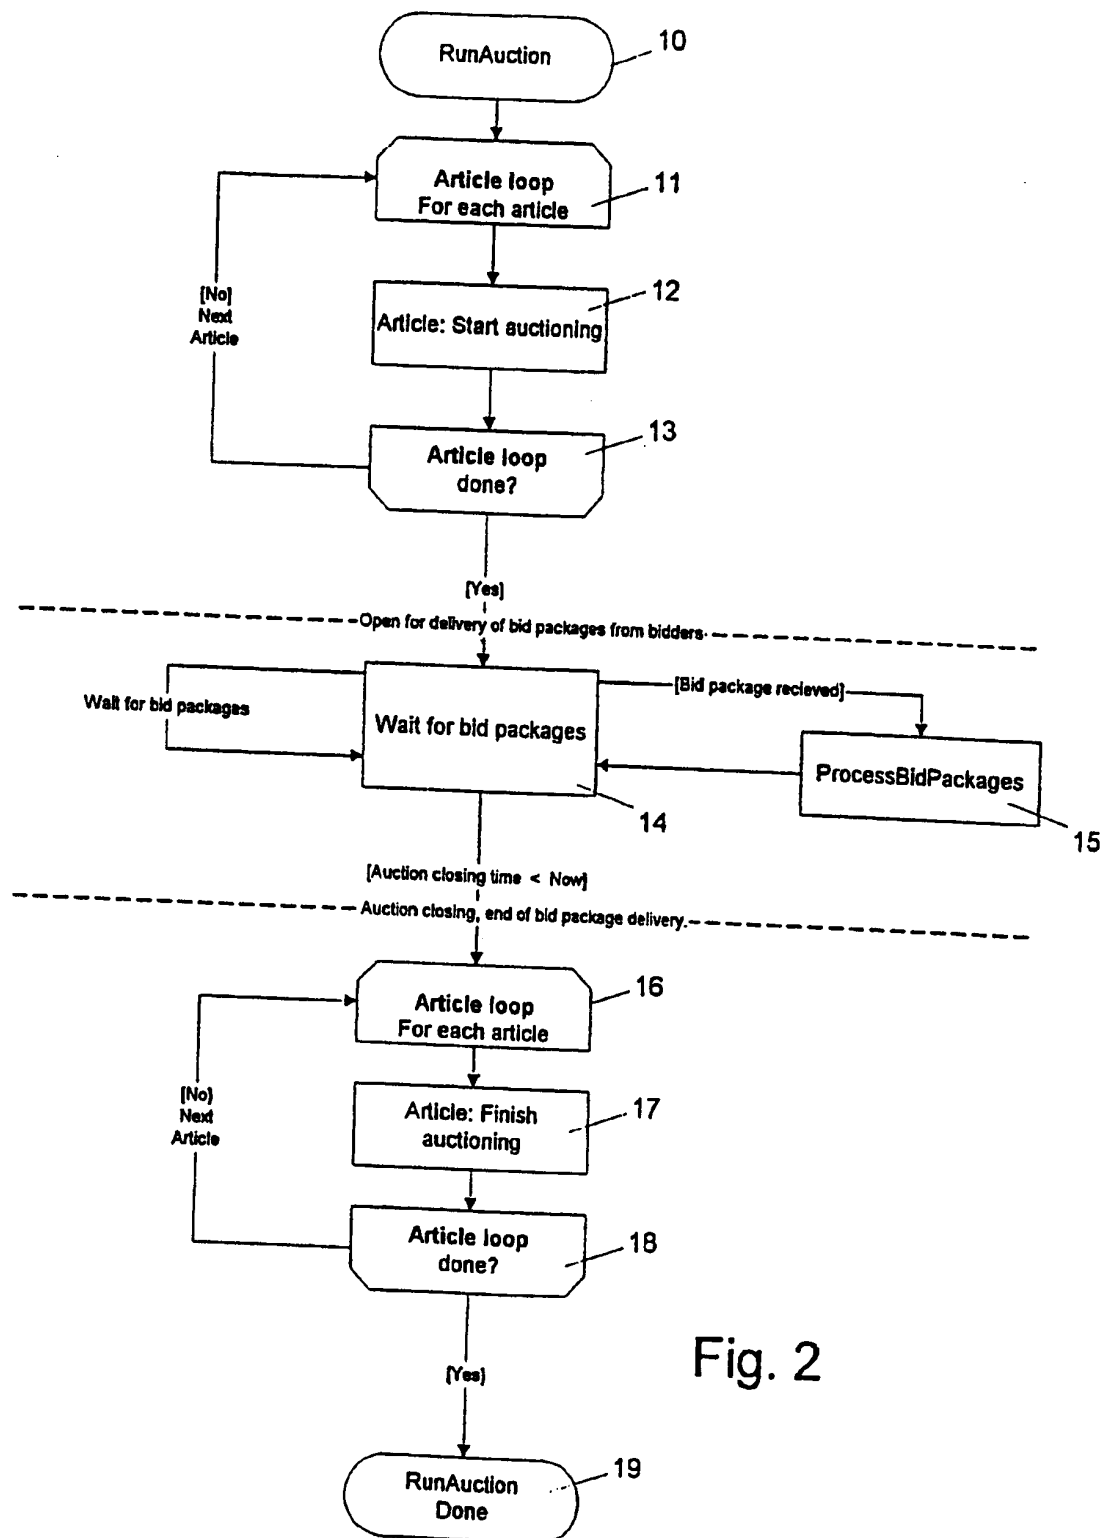 RunAuction
10
Article loop
For each article
11
[No]
Next
Article
12
Article: Start auctioning
13
Article loop
done?
[Yes]
Open for delivery of bid packages from bidders
Wait for bid packages
Wait for bid packages
[Bid package recieved]
ProcessBidPackages
14
15
[Auction closing time < Now]
Auction closing, end of bid package delivery.
16
Article loop
For each article
[No]
Next
Article
Article: Finish
auctioning
17
Article loop
done?
18
[Yes]
Fig. 2
RunAuction
Done
19